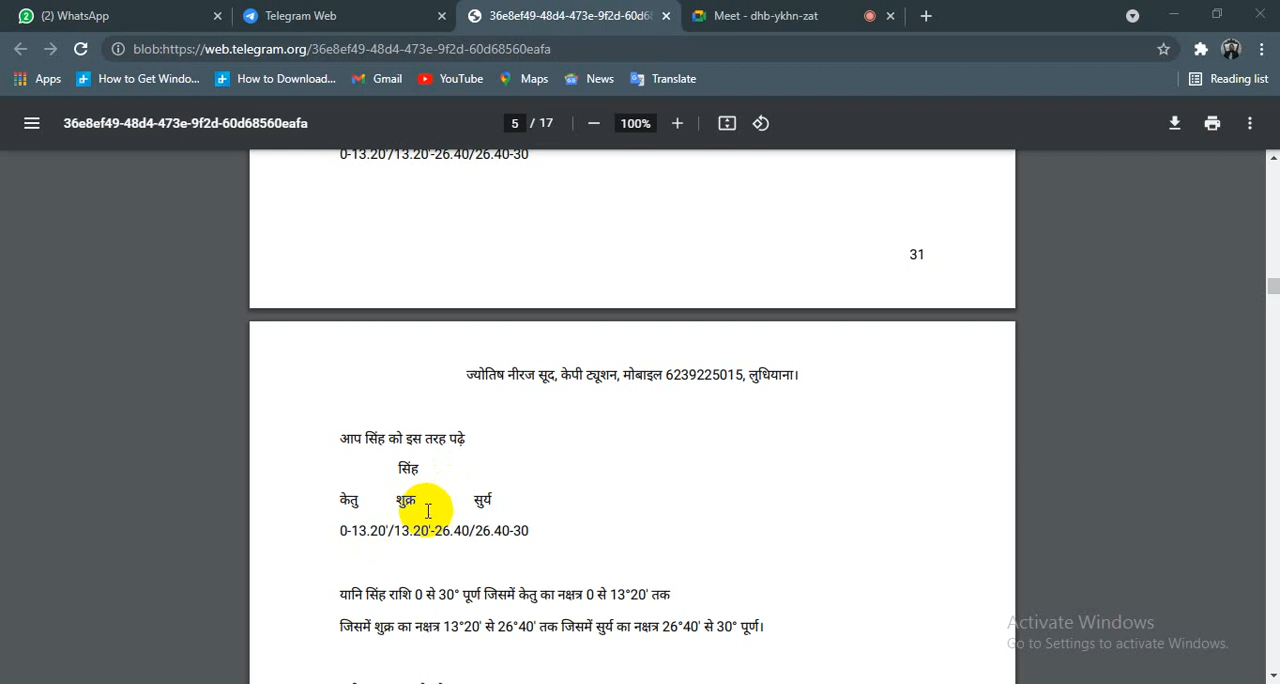 (2) WhatsApp
Telegram Web
36e8ef49-48d4-473e-9f2d-60d68
Meet - dhb-ykhn-zat
blob:https://web.telegram.org/36e8ef49-48d4-473e-9f2d-60d68560eafa
Apps How to Get Windo... How to Download... Gmail YouTube Maps News Translate Reading list
36e8ef49-48d4-473e-9f2d-60d68560eafa 5 / 17 100%
0-13.20'/13.20'-26.40/26.40-30
31
ज्योतिष नीरज सूद, केपी ट्यूशन, मोबाइल 6239225015, लुधियाना।
आप सिंह को इस तरह पढ़े
सिंह
केतु शुक्र सुर्य
0-13.20'/13.20'-26.40/26.40-30
यानि सिंह राशि 0 से 30° पूर्ण जिसमें केतु का नक्षत्र 0 से 13°20' तक
जिसमें शुक्र का नक्षत्र 13°20' से 26°40' तक जिसमें सुर्य का नक्षत्र 26°40' से 30° पूर्ण।
Activate Windows
Go to Settings to activate Windows.